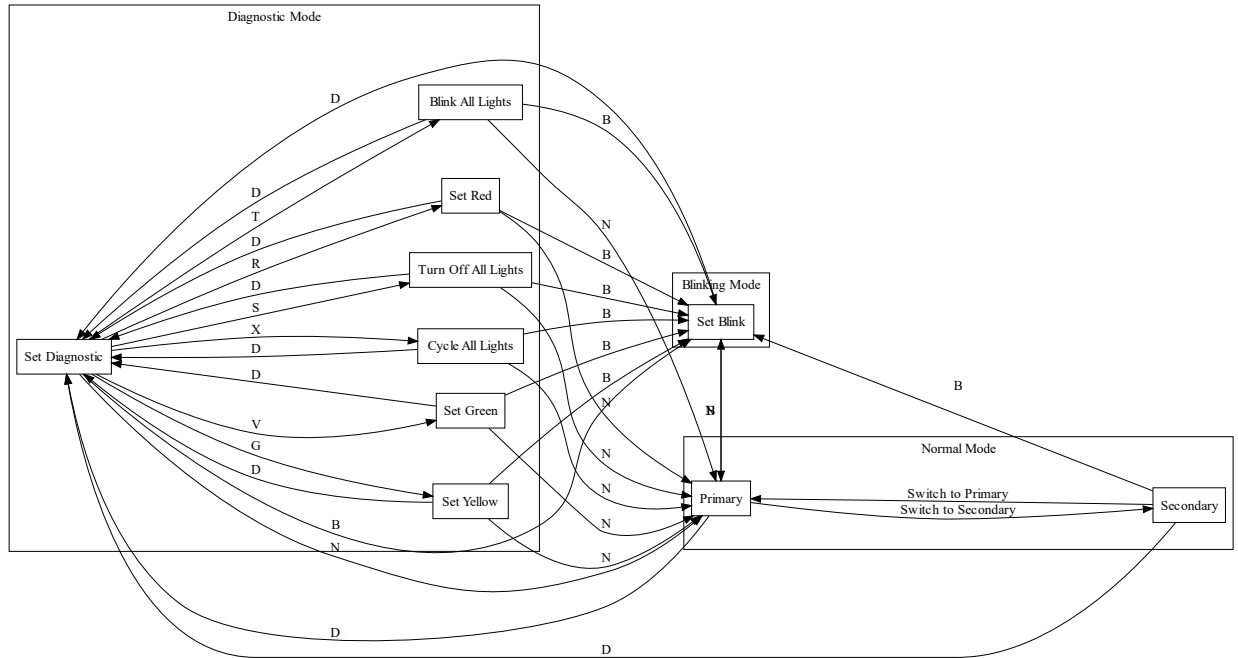 Diagnostic Mode
D
Blink All Lights
B
D
T
Set Red
N
D
R
B
Turn Off All Lights
D
S
B
Blinking Mode
Set Blink
B
X
Cycle All Lights
D
Set Diagnostic
B
D
B
Set Green
N
V
G
N
D
Set Yellow
N
Normal Mode
Primary
Switch to Primary
Switch to Secondary
Secondary
B
B
N
N
N
D
D